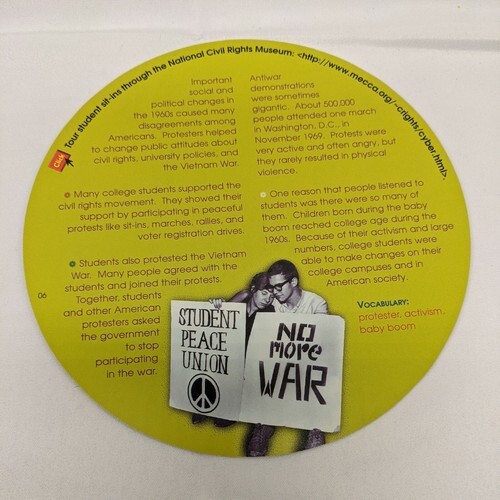 Tour student sit-ins through the National Civil Rights Museum: <http://www.mecca.org/~crights/cyber.html>.
Click
Important
social and
political changes in
the 1960s caused many
disagreements among
Americans. Protesters helped
to change public attitudes about
civil rights, university policies, and
the Vietnam War.
Many college students supported the
civil rights movement. They showed their
support by participating in peaceful
protests like sit-ins, marches, rallies, and
voter registration drives.
Students also protested the Vietnam
War. Many people agreed with the
students and joined their protests.
Together, students
and other American
protesters asked
the government
to stop
participating
in the war.
06
Antiwar
demonstrations
were sometimes
gigantic. About 500,000
people attended one march
in Washington, D.C., in
November 1969. Protests were
very active and often angry, but
they rarely resulted in physical
violence.
One reason that people listened to
students was there were so many of
them. Children born during the baby
boom reached college age during the
1960s. Because of their activism and large
numbers, college students were
able to make changes on their
college campuses and in
American society.
VOCABULARY:
protester, activism,
baby boom
STUDENT
PEACE
UNION
NO
MORe
WAR